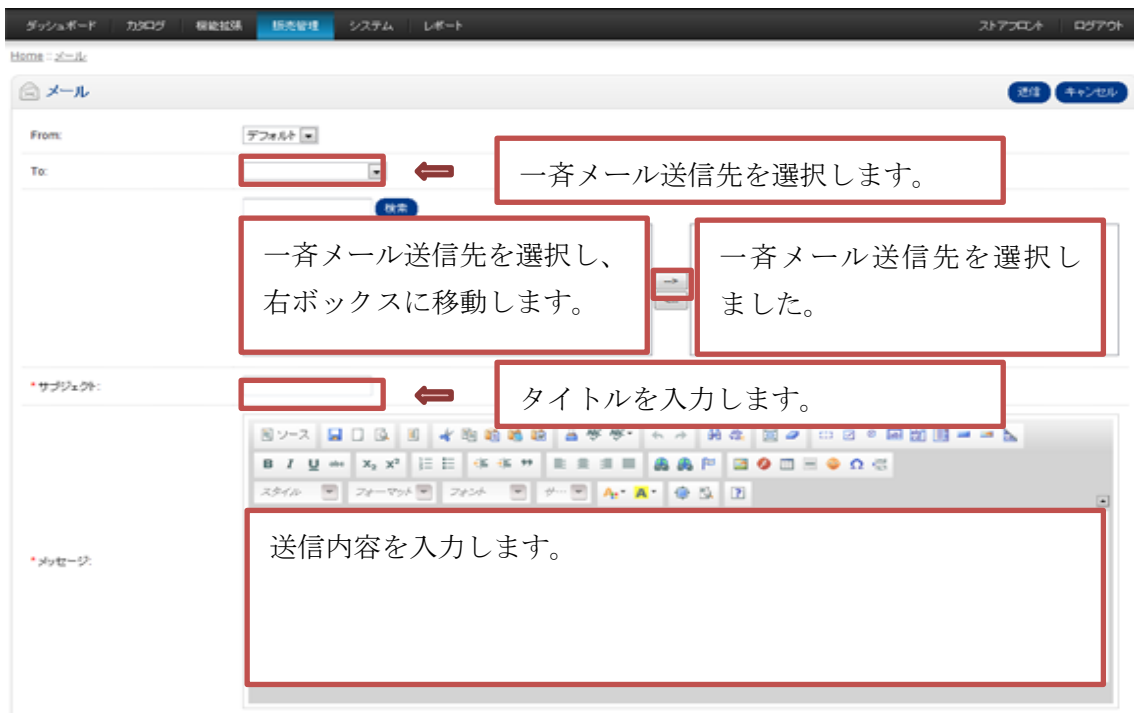 ダッシュボード カタログ 機能拡張 販売管理 システム レポート ストアフロント ログアウト
Home :: メール
メール 送信 キャンセル
From: デフォルト
To: 一斉メール送信先を選択します。
検索
一斉メール送信先を選択し、
右ボックスに移動します。
-->
一斉メール送信先を選択し
ました。
*サブジェクト: タイトルを入力します。
ソース
B I U abc X₂ X²
スタイル フォーマット フォント サ…
*メッセージ: 送信内容を入力します。